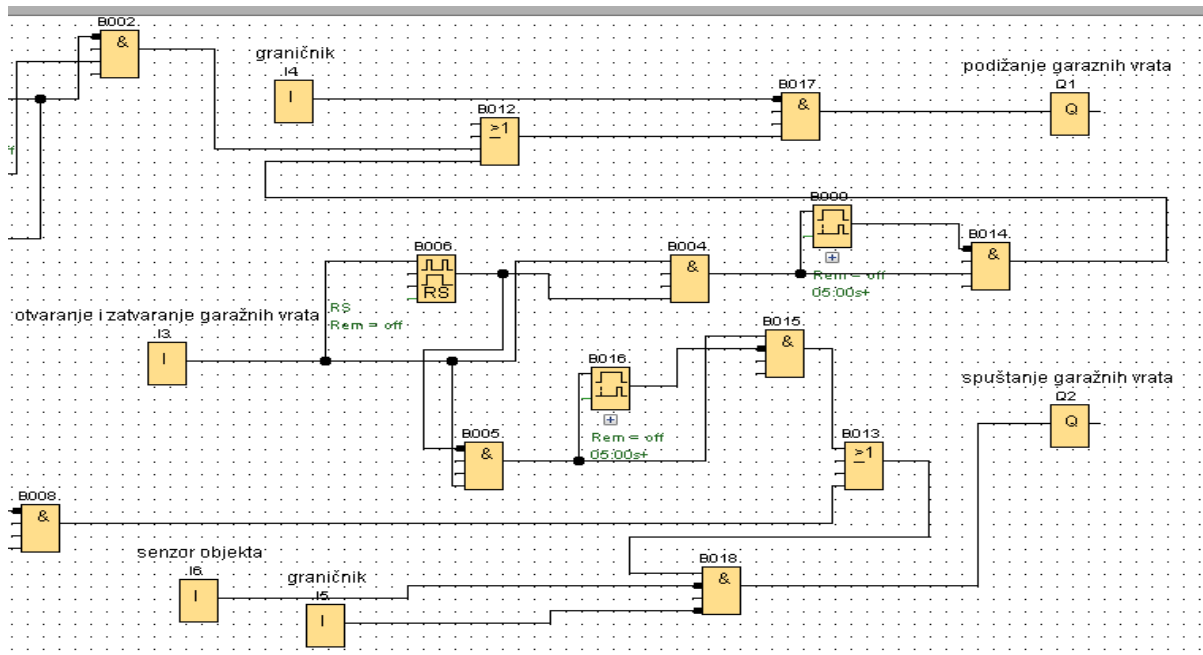 B002.
&
graničnik
.I4.
I
B012.
>1
podižanje garaznih vrata
Q1
Q
B017.
&
B000.
Rem = off
05:00s+
B014.
&
B006.
RS
RS
Rem = off
B004.
&
otvaranje i zatvaranje garažnih vrata
.I3.
I
B016.
Rem = off
05:00s+
B015.
&
spuštanje garažnih vrata
Q2
Q
B005.
&
B013.
>1
B008.
&
senzor objekta
.I6.
I
graničnik
.I5.
I
B018.
&